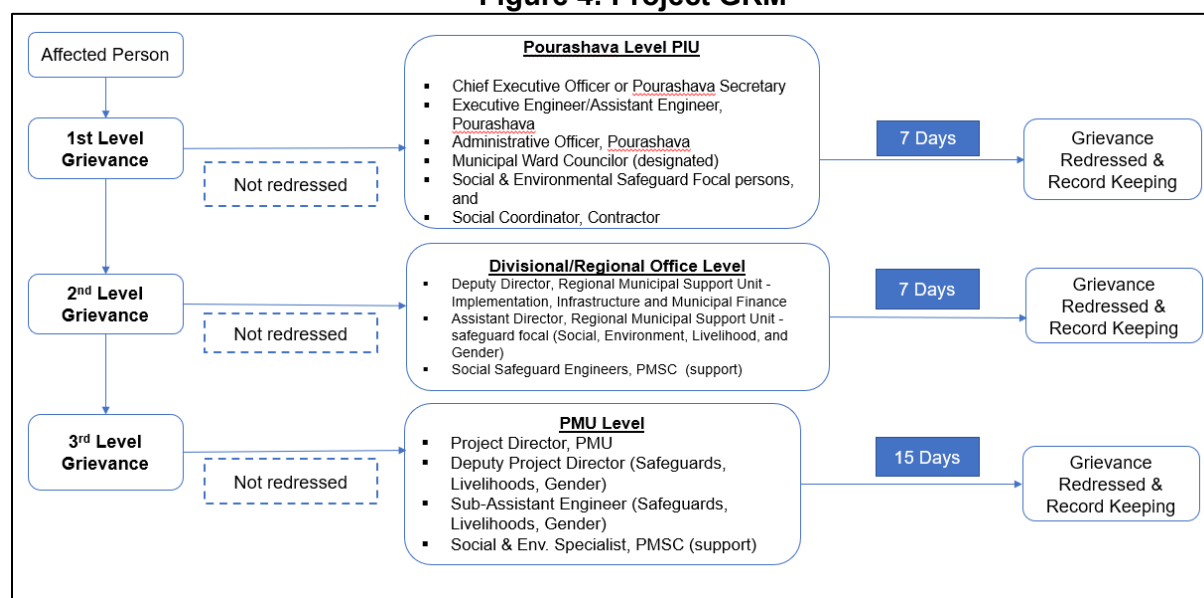 Figure 4: Project GRM
Affected Person
1st Level
Grievance
Not redressed
Pourashava Level PIU
▪ Chief Executive Officer or Pourashava Secretary
▪ Executive Engineer/Assistant Engineer,
Pourashava
▪ Administrative Officer, Pourashava
▪ Municipal Ward Councilor (designated)
▪ Social & Environmental Safeguard Focal persons,
and
▪ Social Coordinator, Contractor
7 Days
Grievance
Redressed &
Record Keeping
2nd Level
Grievance
Not redressed
Divisional/Regional Office Level
▪ Deputy Director, Regional Municipal Support Unit -
Implementation, Infrastructure and Municipal Finance
▪ Assistant Director, Regional Municipal Support Unit -
safeguard focal (Social, Environment, Livelihood, and
Gender)
▪ Social Safeguard Engineers, PMSC (support)
7 Days
Grievance
Redressed &
Record Keeping
3rd Level
Grievance
Not redressed
PMU Level
▪ Project Director, PMU
▪ Deputy Project Director (Safeguards,
Livelihoods, Gender)
▪ Sub-Assistant Engineer (Safeguards,
Livelihoods, Gender)
▪ Social & Env. Specialist, PMSC (support)
15 Days
Grievance
Redressed &
Record Keeping